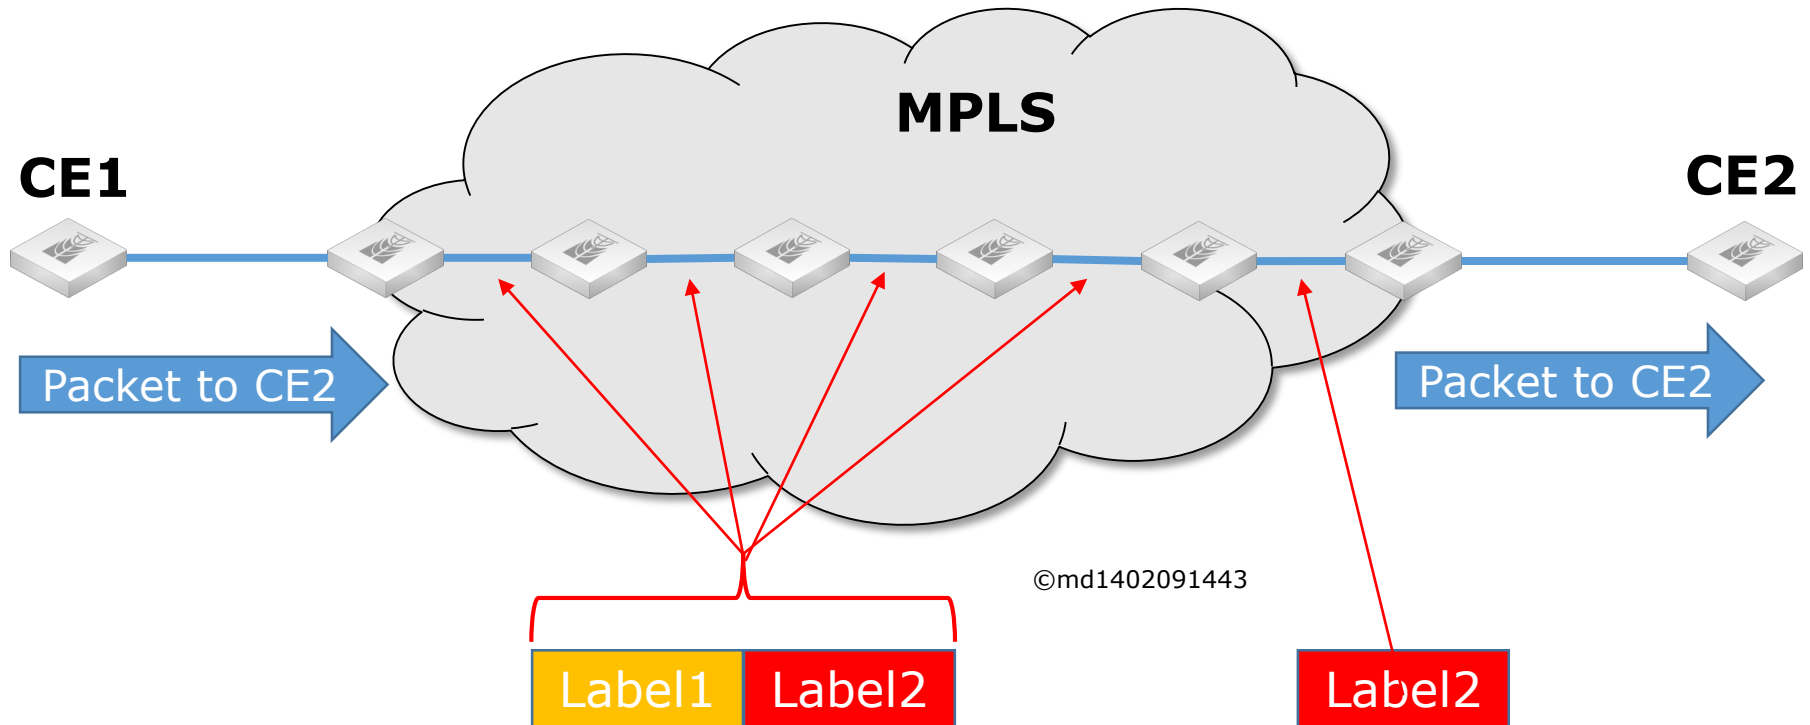 MPLS
CE1
CE2
Packet to CE2
Packet to CE2
©md1402091443
Label1
Label2
Label2